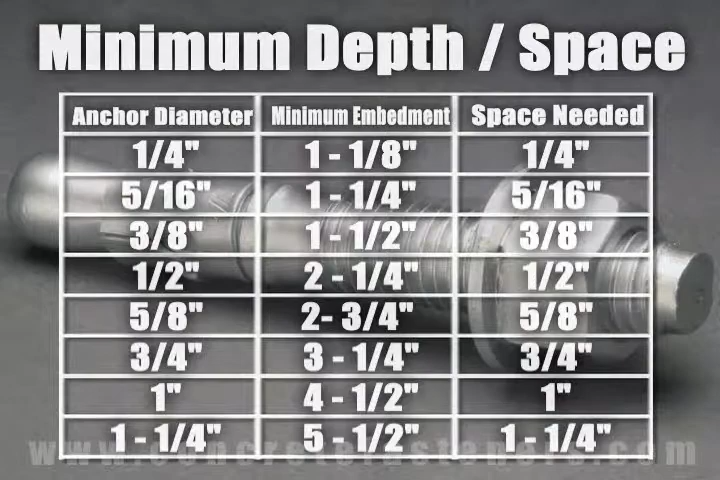 Minimum Depth / Space
Anchor Diameter Minimum Embedment Space Needed
1/4" 1 - 1/8" 1/4"
5/16" 1 - 1/4" 5/16"
3/8" 1 - 1/2" 3/8"
1/2" 2 - 1/4" 1/2"
5/8" 2- 3/4" 5/8"
3/4" 3 - 1/4" 3/4"
1" 4 - 1/2" 1"
1 - 1/4" 5 - 1/2" 1 - 1/4"
www.concretefasteners.com